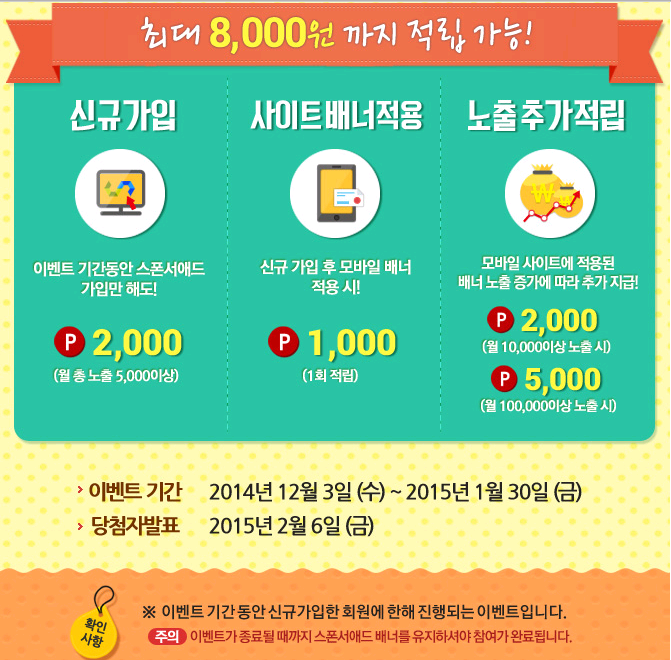 최대 8,000원 까지 적립 가능!
신규가입
이벤트 기간동안 스폰서애드
가입만 해도!
P 2,000
(월 총 노출 5,000이상)
사이트배너적용
신규 가입 후 모바일 배너
적용 시!
P 1,000
(1회 적립)
노출 추가적립
₩
₩
모바일 사이트에 적용된
배너 노출 증가에 따라 추가 지급!
P 2,000
(월 10,000이상 노출 시)
P 5,000
(월 100,000이상 노출 시)
이벤트 기간 2014년 12월 3일 (수) ~ 2015년 1월 30일 (금)
당첨자발표 2015년 2월 6일 (금)
확인
사항
※ 이벤트 기간 동안 신규가입한 회원에 한해 진행되는 이벤트입니다.
주의 이벤트가 종료될 때까지 스폰서애드 배너를 유지하셔야 참여가 완료됩니다.